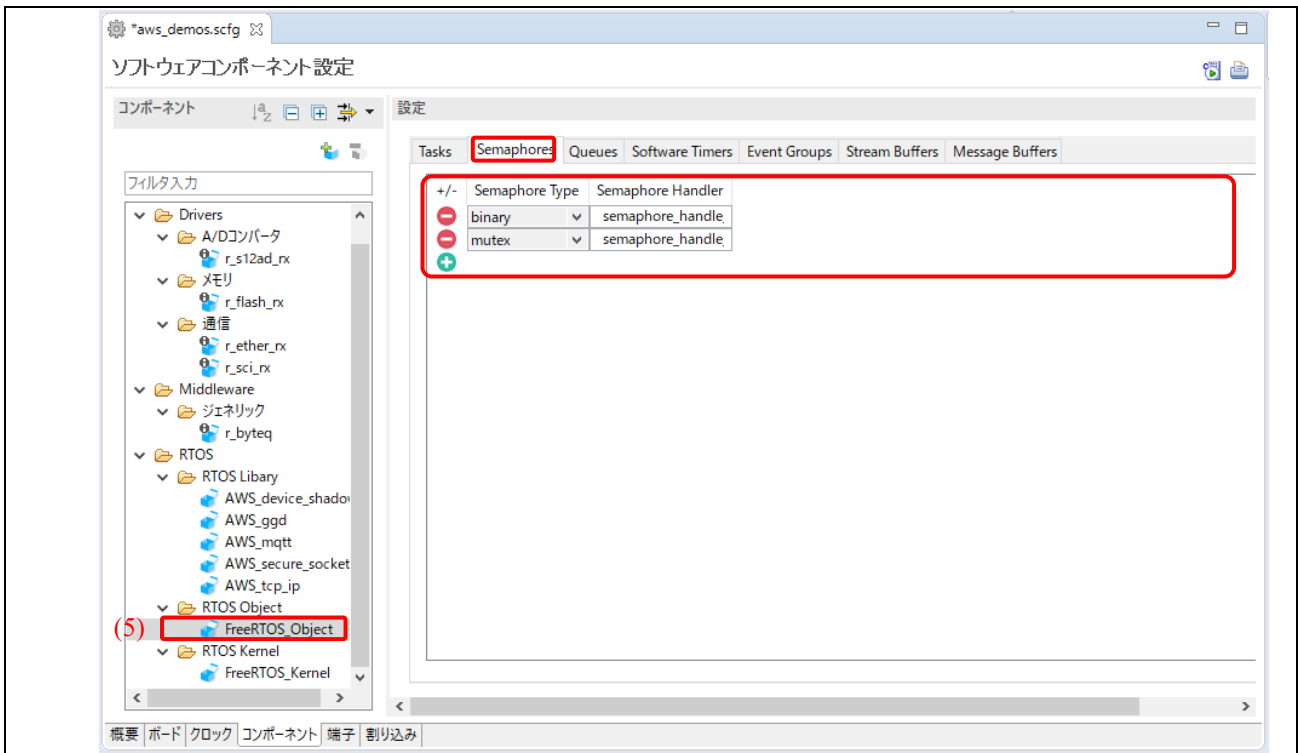 *aws_demos.scfg
ソフトウェアコンポーネント設定
コンポーネント
設定
フィルタ入力
Drivers
A/Dコンバータ
r_s12ad_rx
メモリ
r_flash_rx
通信
r_ether_rx
r_sci_rx
Middleware
ジェネリック
r_byteq
RTOS
RTOS Libary
AWS_device_shadow
AWS_ggd
AWS_mqtt
AWS_secure_socket
AWS_tcp_ip
RTOS Object
(5) FreeRTOS_Object
RTOS Kernel
FreeRTOS_Kernel
Tasks Semaphores Queues Software Timers Event Groups Stream Buffers Message Buffers
+/- Semaphore Type Semaphore Handler
binary semaphore_handle_
mutex semaphore_handle_
概要 ボード クロック コンポーネント 端子 割り込み